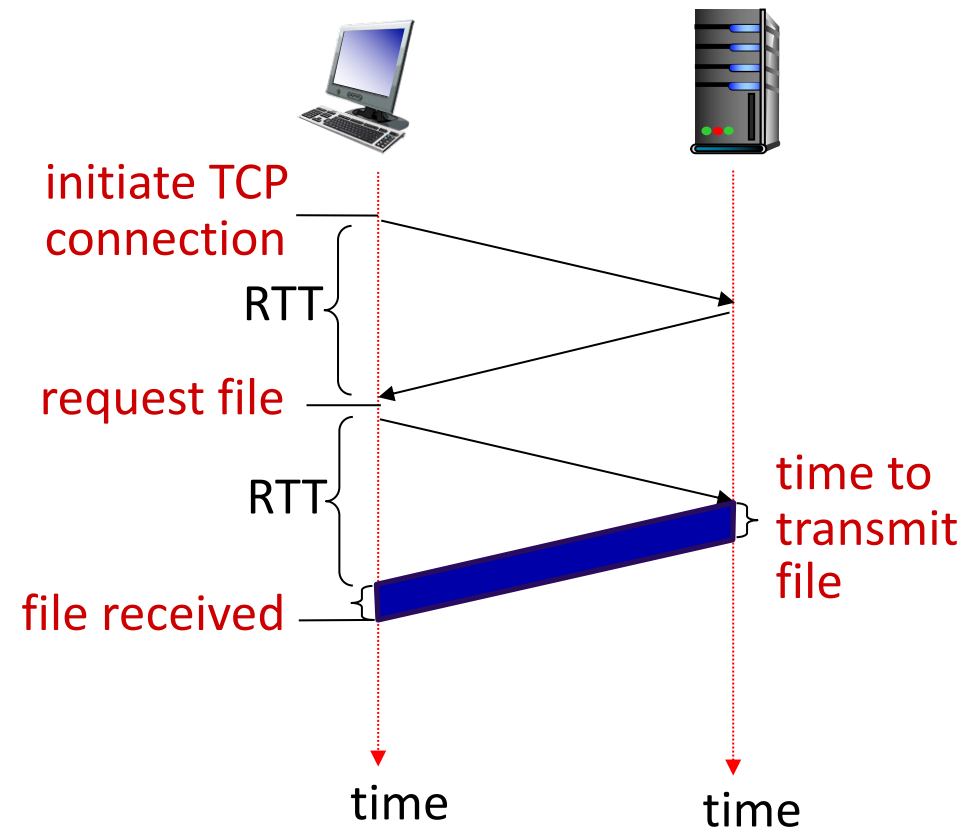 initiate TCP
connection
RTT
request file
RTT
time to
transmit
file
file received
time
time